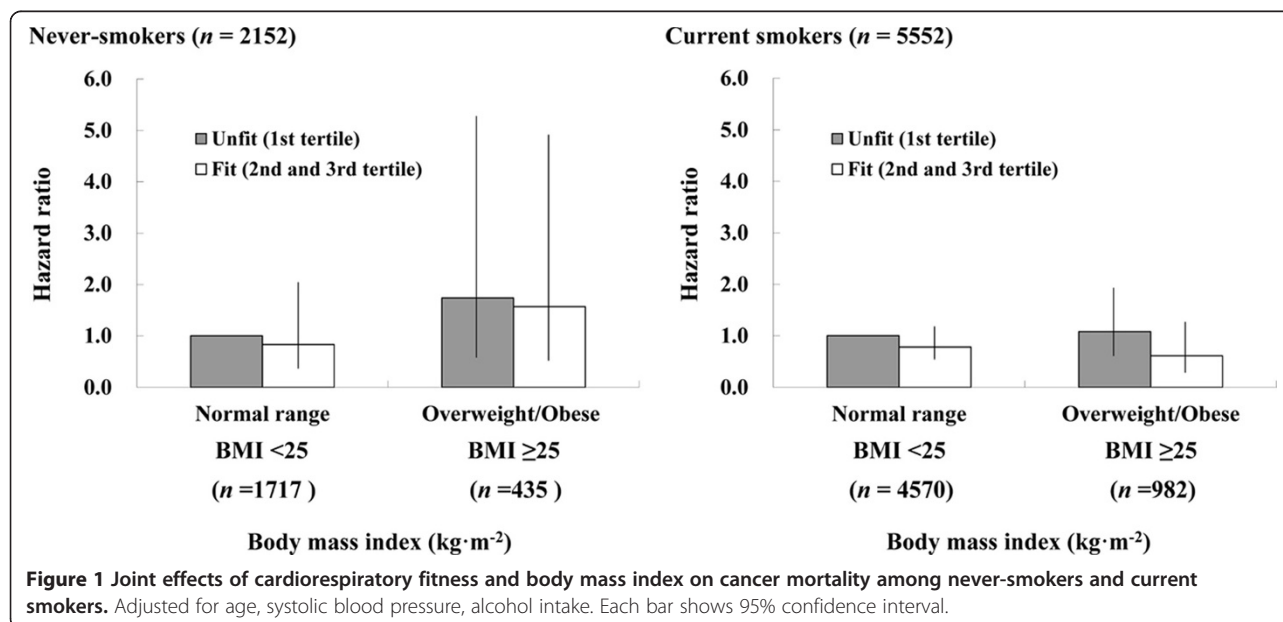 Never-smokers (n = 2152)
6.0
5.0
4.0
3.0
2.0
1.0
0.0
Hazard ratio
Unfit (1st tertile)
Fit (2nd and 3rd tertile)
Normal range
BMI <25
(n =1717 )
Overweight/Obese
BMI ≥25
(n =435 )
Body mass index (kg·m-2)
Current smokers (n = 5552)
6.0
5.0
4.0
3.0
2.0
1.0
0.0
Hazard ratio
Unfit (1st tertile)
Fit (2nd and 3rd tertile)
Normal range
BMI <25
(n = 4570)
Overweight/Obese
BMI ≥25
(n =982)
Body mass index (kg·m-2)
Figure 1 Joint effects of cardiorespiratory fitness and body mass index on cancer mortality among never-smokers and current
smokers. Adjusted for age, systolic blood pressure, alcohol intake. Each bar shows 95% confidence interval.